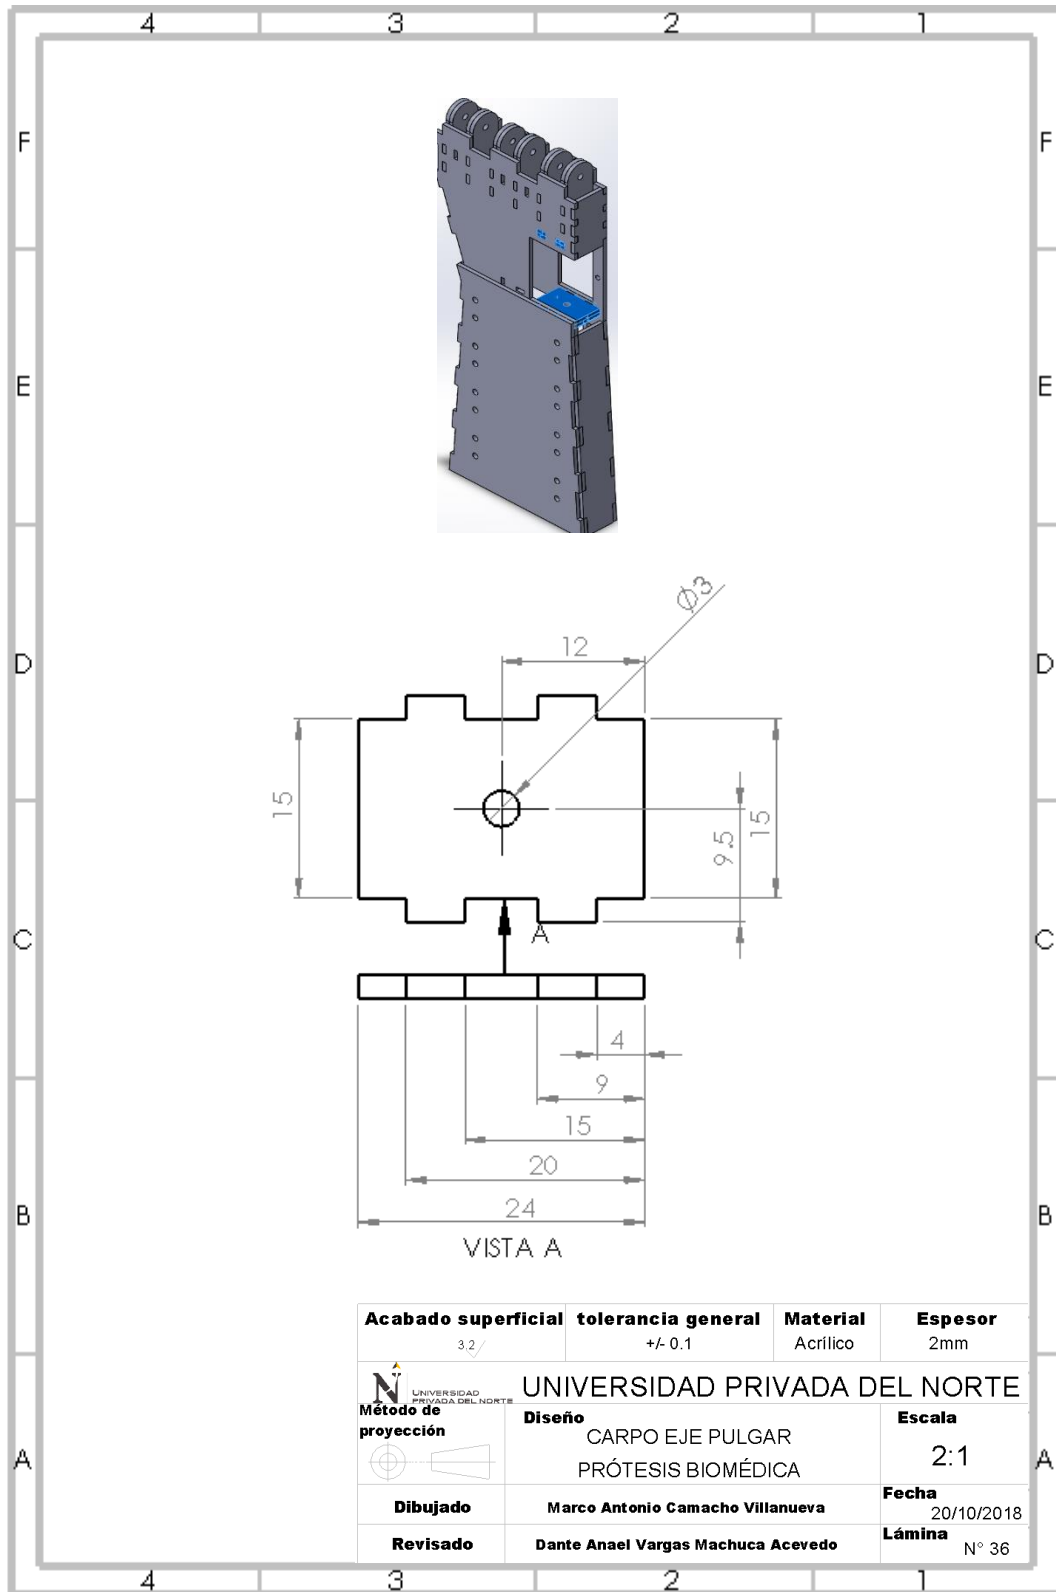 4 3 2 1
F F
E E
D D
C C
B B
A A
Ø3
12
15
15
9.5
A
4
9
15
20
24
VISTA A
Acabado superficial tolerancia general Material Espesor
3.2 +/- 0.1 Acrílico 2mm
N UNIVERSIDAD PRIVADA DEL NORTE
UNIVERSIDAD PRIVADA DEL NORTE
Método de proyección
Diseño
CARPO EJE PULGAR
PRÓTESIS BIOMÉDICA
Escala
2:1
Dibujado Marco Antonio Camacho Villanueva
Fecha
20/10/2018
Revisado Dante Anael Vargas Machuca Acevedo
Lámina
N° 36
4 3 2 1